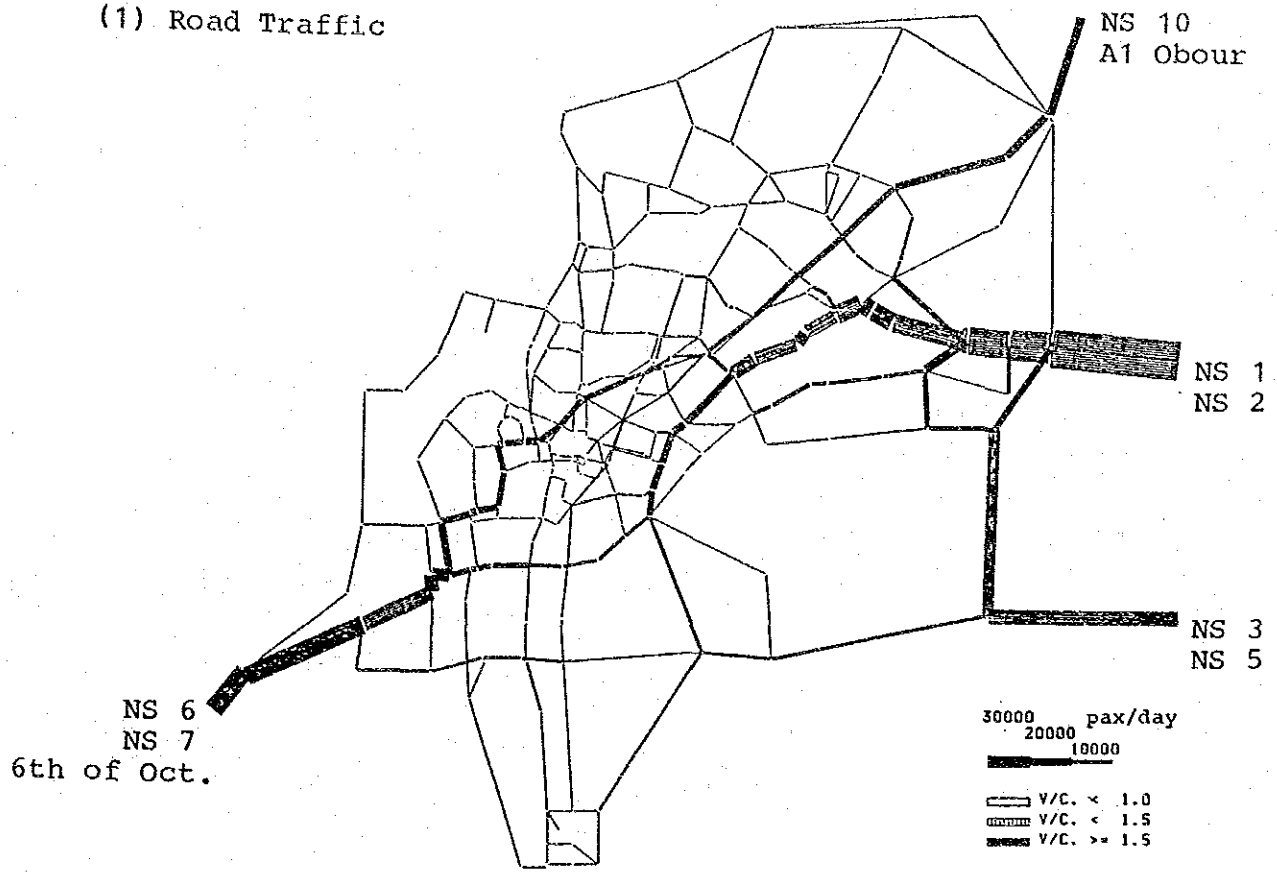 (1) Road Traffic
NS 10
A1 Obour
NS 1
NS 2
NS 3
NS 5
NS 6
NS 7
6th of Oct.
30000 pax/day
20000
10000
V/C. < 1.0
V/C. < 1.5
V/C. >= 1.5